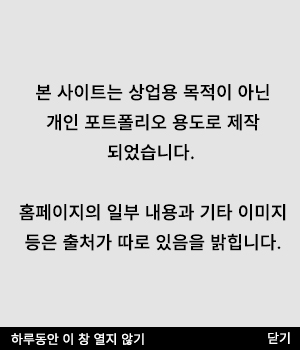 본 사이트는 상업용 목적이 아닌
개인 포트폴리오 용도로 제작
되었습니다.
홈페이지의 일부 내용과 기타 이미지
등은 출처가 따로 있음을 밝힙니다.
하루동안 이 창 열지 않기 닫기